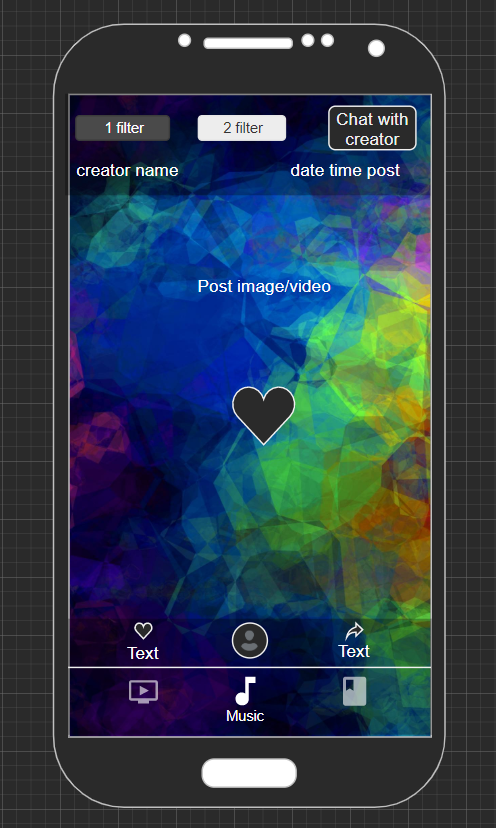 1 filter
2 filter
Chat with
creator
creator name
date time post
Post image/video
Text
Text
Music